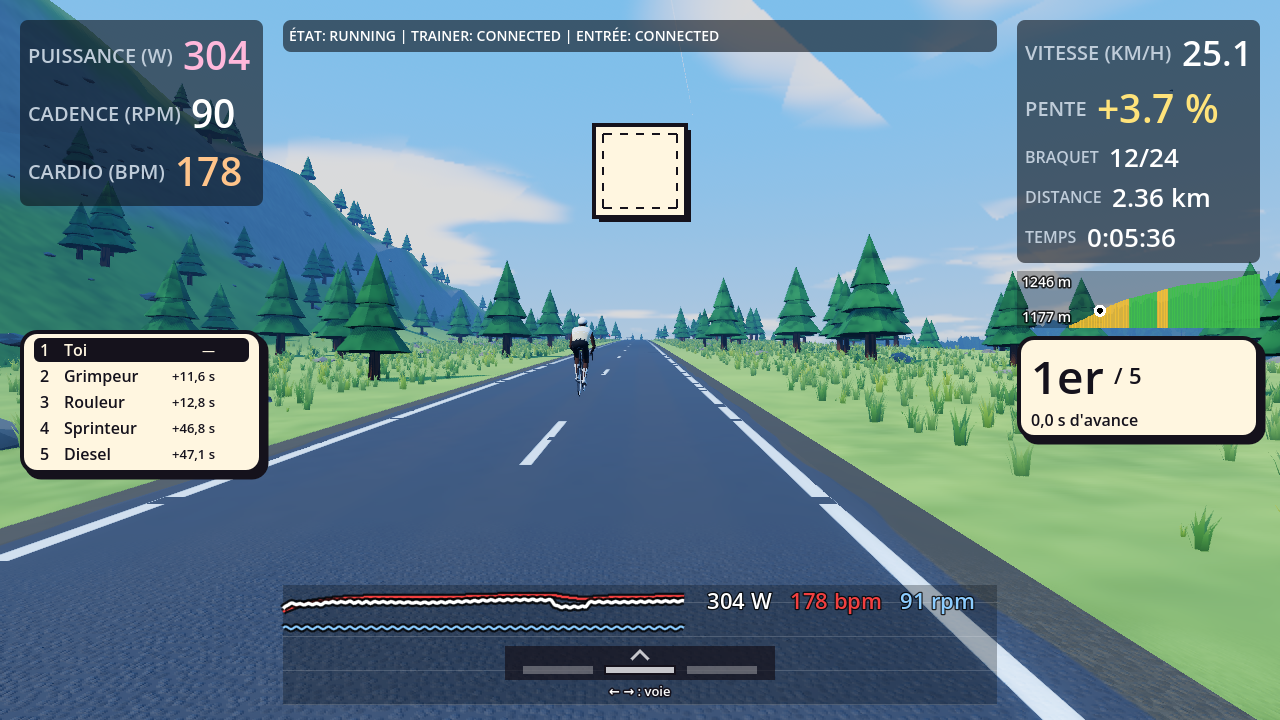 PUISSANCE (W) 304
CADENCE (RPM) 90
CARDIO (BPM) 178
ÉTAT: RUNNING | TRAINER: CONNECTED | ENTRÉE: CONNECTED
VITESSE (KM/H) 25.1
PENTE +3.7 %
BRAQUET 12/24
DISTANCE 2.36 km
TEMPS 0:05:36
1246 m
1177 m
1 Toi —
2 Grimpeur +11,6 s
3 Rouleur +12,8 s
4 Sprinteur +46,8 s
5 Diesel +47,1 s
1er / 5
0,0 s d'avance
304 W 178 bpm 91 rpm
← → : voie